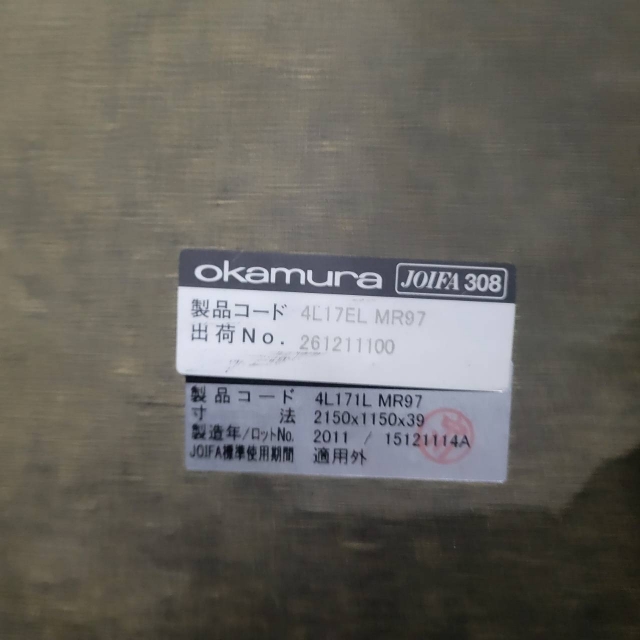 okamura JOIFA 308
製品コード 4L17EL MR97
出荷No. 261211100
製品コード 4L171L MR97
寸法 2150x1150x39
製造年/ロットNo. 2011 / 15121114A
JOIFA標準使用期間 適用外